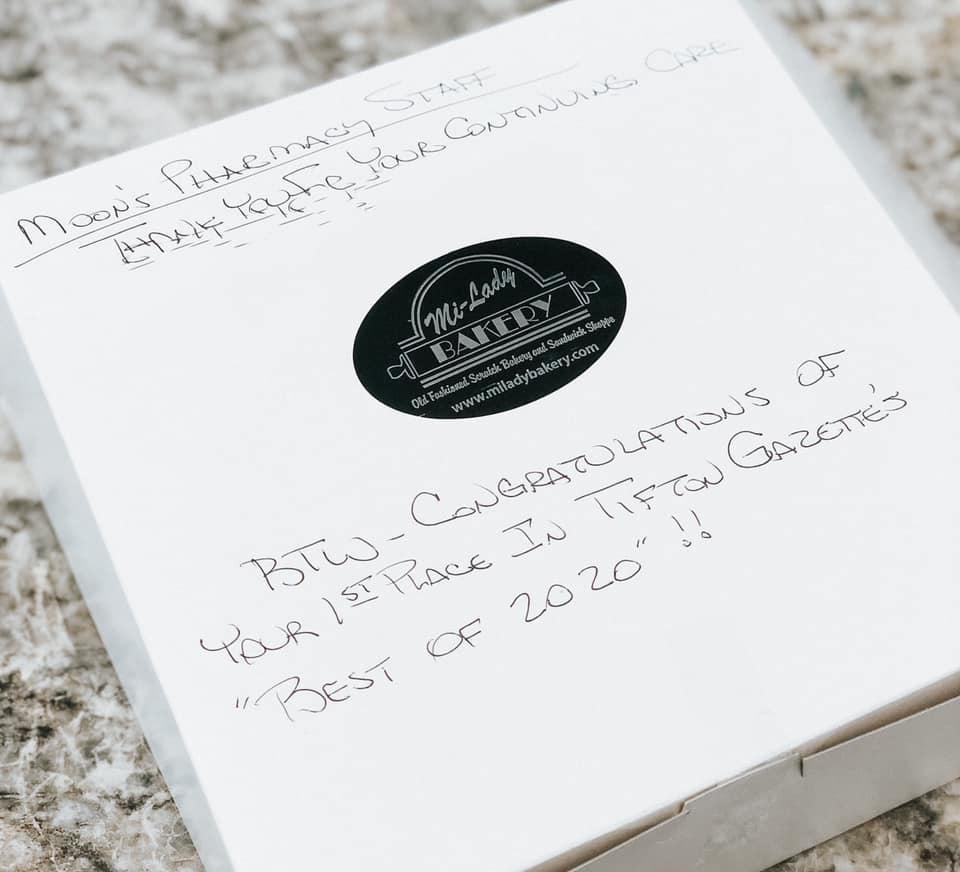 Moon's Pharmacy Staff
Thank You For Your Continuing Care
Mi-Lady
BAKERY
Old Fashioned Scratch Bakery and Sandwich Shoppe
www.miladybakery.com
BTW - Congratulations of
Your 1st Place In Tifton Gazette's
"Best of 2020" !!